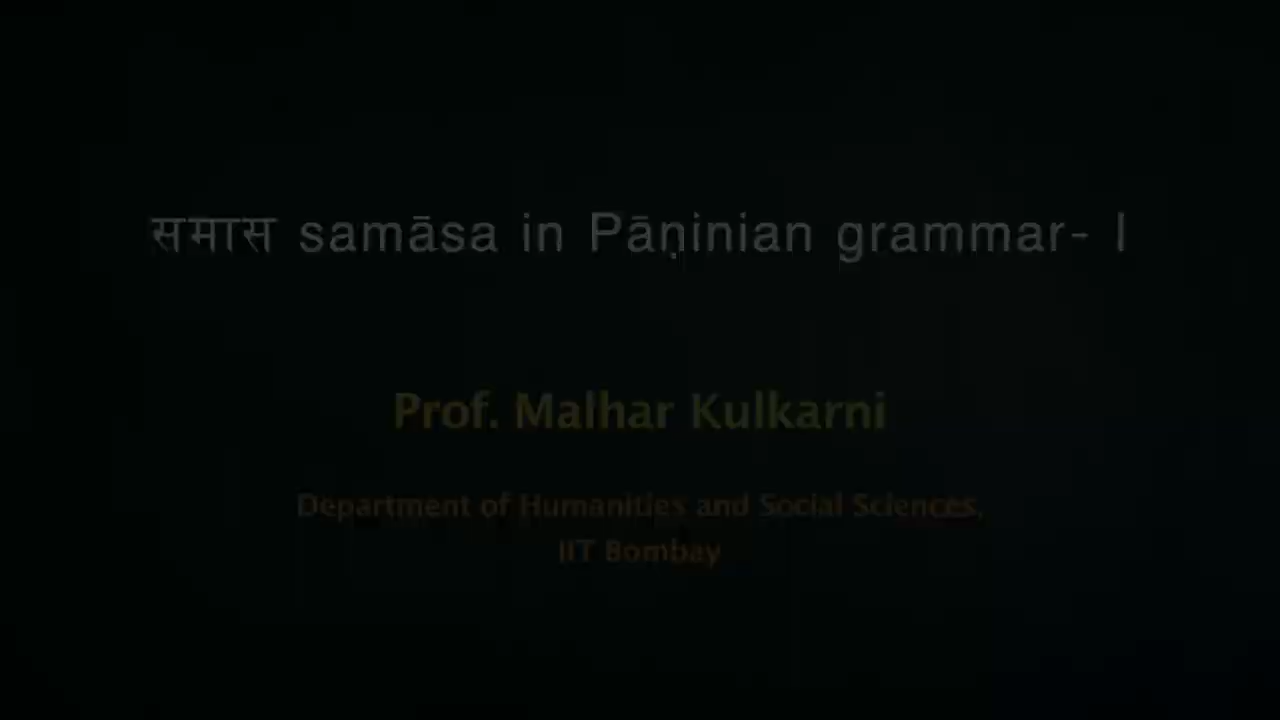 समास samāsa in Pāṇinian grammar- I
Prof. Malhar Kulkarni
Department of Humanities and Social Sciences,
IIT Bombay